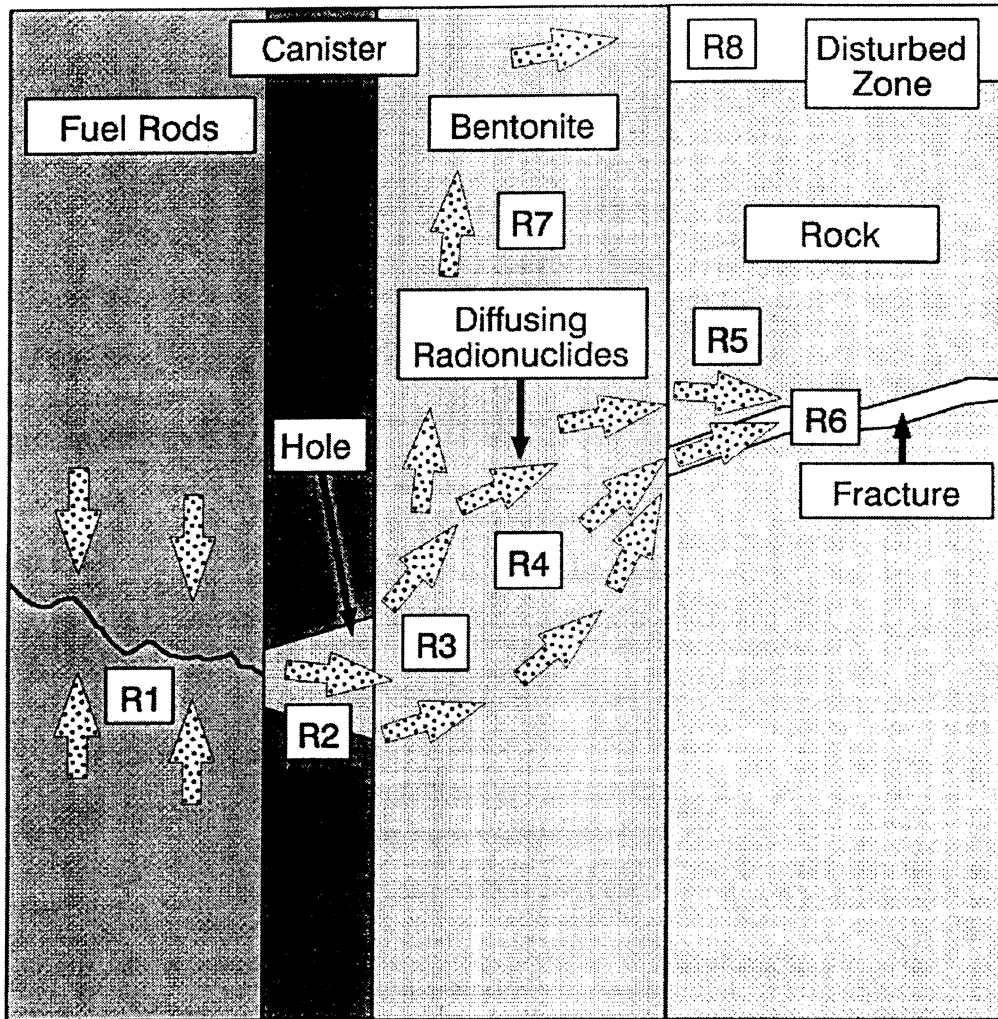 Canister
R8
Disturbed
Zone
Fuel Rods
Bentonite
R7
Rock
Diffusing
Radionuclides
R5
Hole
R6
Fracture
R4
R3
R1
R2